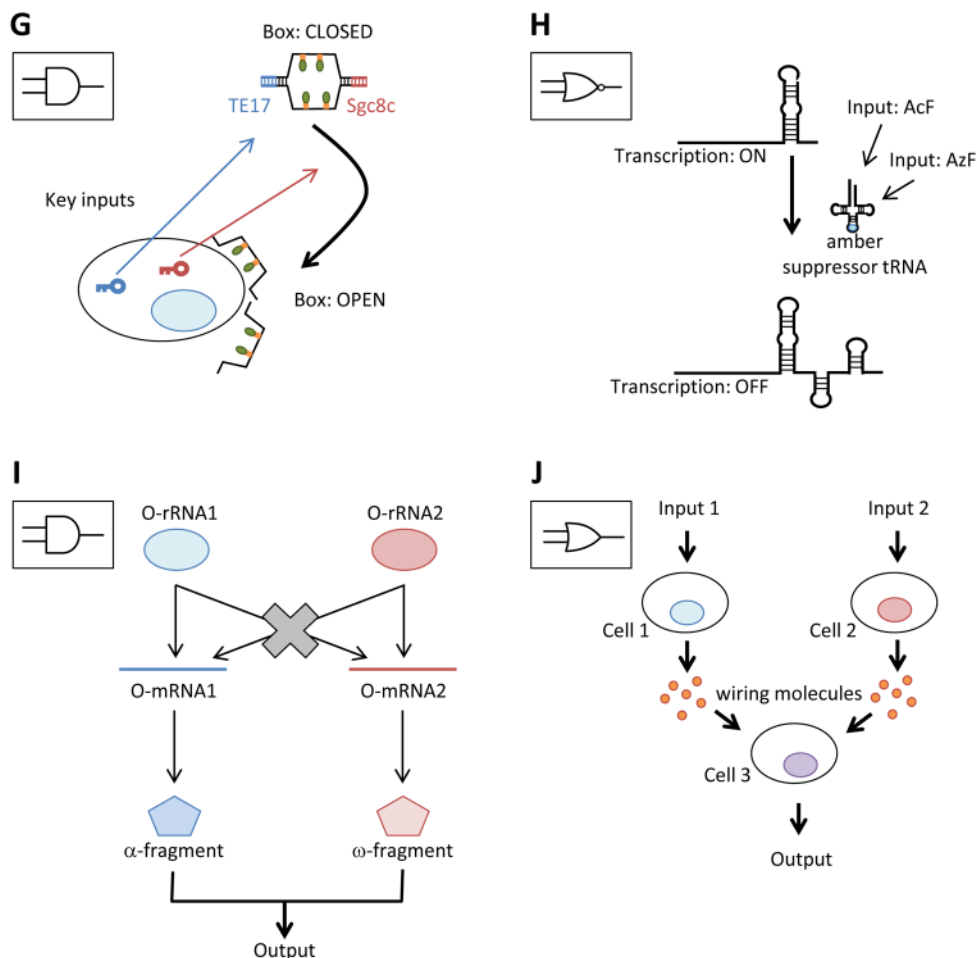 G
Box: CLOSED
TE17
Sgc8c
Key inputs
Box: OPEN
H
Input: AcF
Transcription: ON
Input: AzF
amber
suppressor tRNA
Transcription: OFF
I
O-rRNA1
O-rRNA2
O-mRNA1
O-mRNA2
α-fragment
ω-fragment
Output
J
Input 1
Input 2
Cell 1
Cell 2
wiring molecules
Cell 3
Output